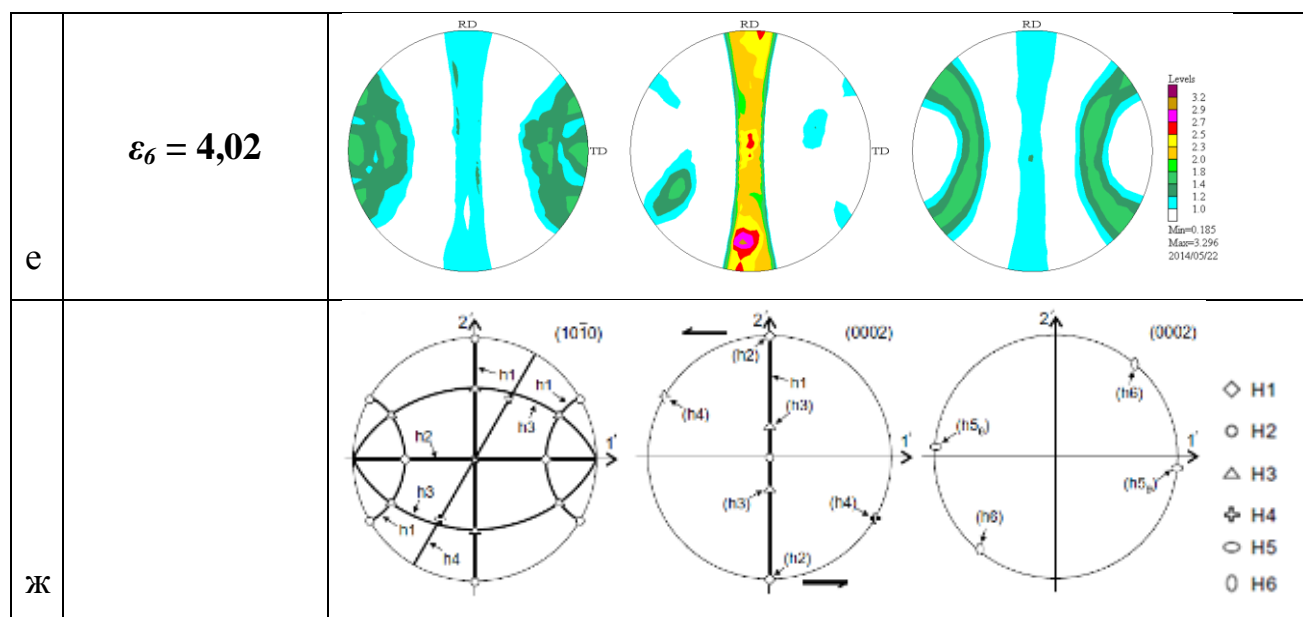 е
ε₆ = 4,02
RD
RD
TD
RD
TD
Levels
3.2
2.9
2.7
2.5
2.3
2.0
1.8
1.4
1.2
1.0
Min=0.185
Max=3.296
2014/05/22
ж
2′
(101̄0)
h1
h1
h3
h2
1′
h3
h1
h4
2′
(0002)
(h2)
h1
(h3)
(h4)
1′
(h3)
(h4)
(h2)
2′
(0002)
(h6)
1′
(h6)
H1
H2
H3
H4
H5
H6